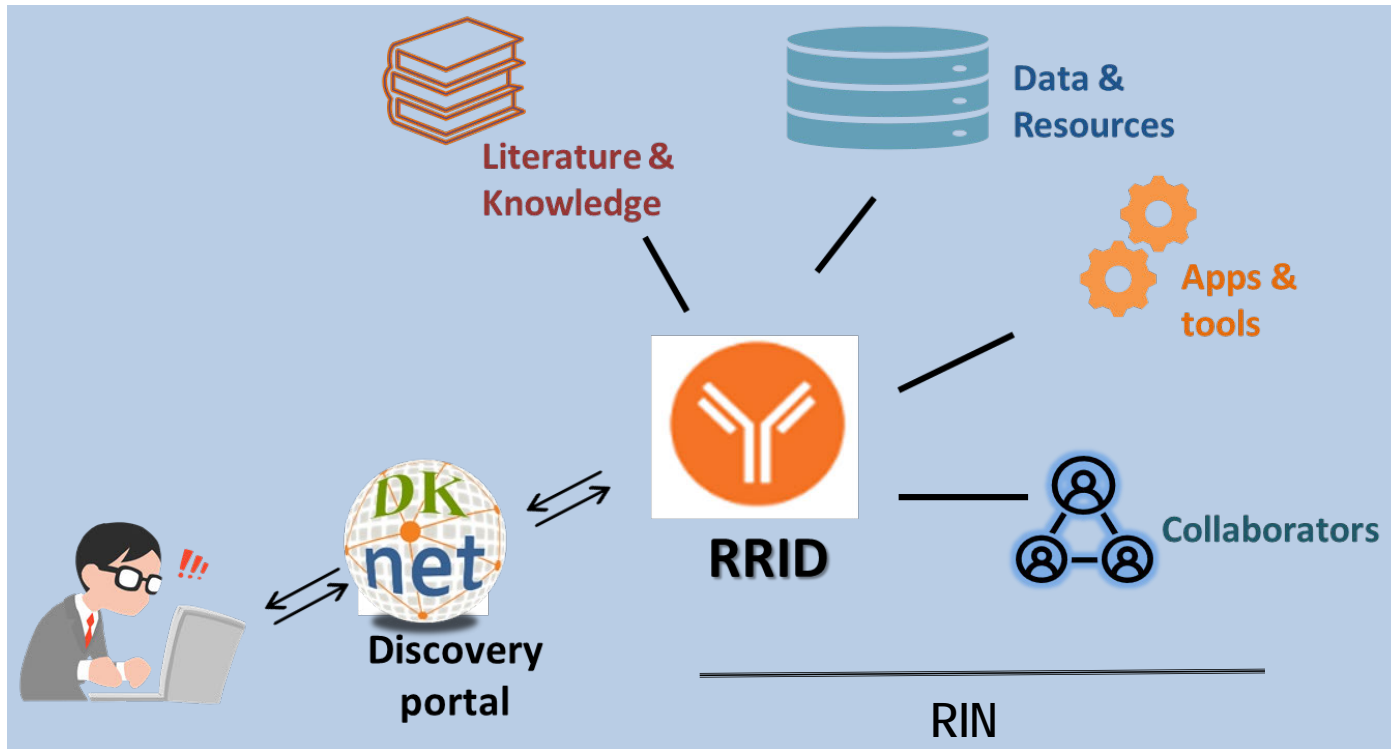 Literature &
Knowledge
Data &
Resources
Apps &
tools
DK
net
!!!
Discovery
portal
RRID
Collaborators
RIN